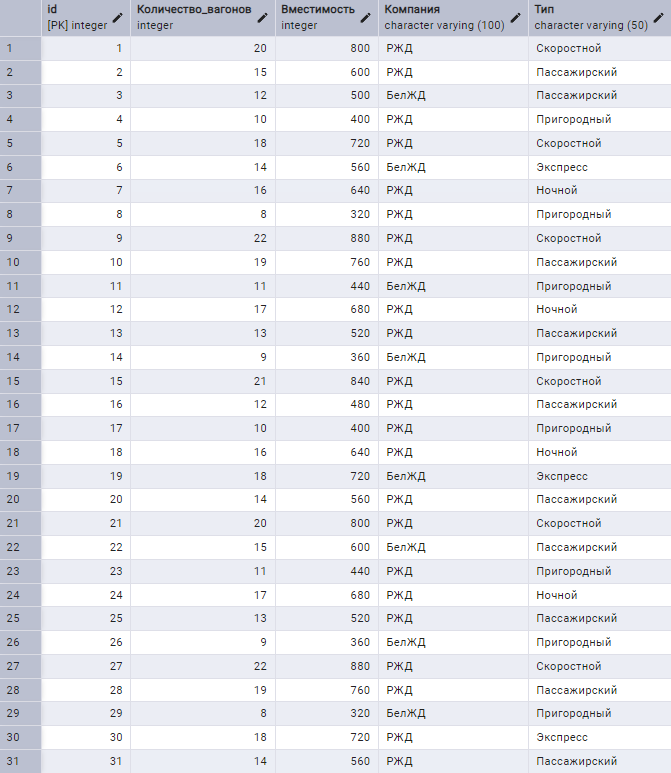 id Количество_вагонов Вместимость Компания Тип
[PK] integer integer integer character varying (100) character varying (50)
1 1 20 800 РЖД Скоростной
2 2 15 600 РЖД Пассажирский
3 3 12 500 БелЖД Пассажирский
4 4 10 400 РЖД Пригородный
5 5 18 720 РЖД Скоростной
6 6 14 560 БелЖД Экспресс
7 7 16 640 РЖД Ночной
8 8 8 320 РЖД Пригородный
9 9 22 880 РЖД Скоростной
10 10 19 760 РЖД Пассажирский
11 11 11 440 БелЖД Пригородный
12 12 17 680 РЖД Ночной
13 13 13 520 РЖД Пассажирский
14 14 9 360 БелЖД Пригородный
15 15 21 840 РЖД Скоростной
16 16 12 480 РЖД Пассажирский
17 17 10 400 РЖД Пригородный
18 18 16 640 РЖД Ночной
19 19 18 720 БелЖД Экспресс
20 20 14 560 РЖД Пассажирский
21 21 20 800 РЖД Скоростной
22 22 15 600 БелЖД Пассажирский
23 23 11 440 РЖД Пригородный
24 24 17 680 РЖД Ночной
25 25 13 520 РЖД Пассажирский
26 26 9 360 БелЖД Пригородный
27 27 22 880 РЖД Скоростной
28 28 19 760 РЖД Пассажирский
29 29 8 320 БелЖД Пригородный
30 30 18 720 РЖД Экспресс
31 31 14 560 РЖД Пассажирский